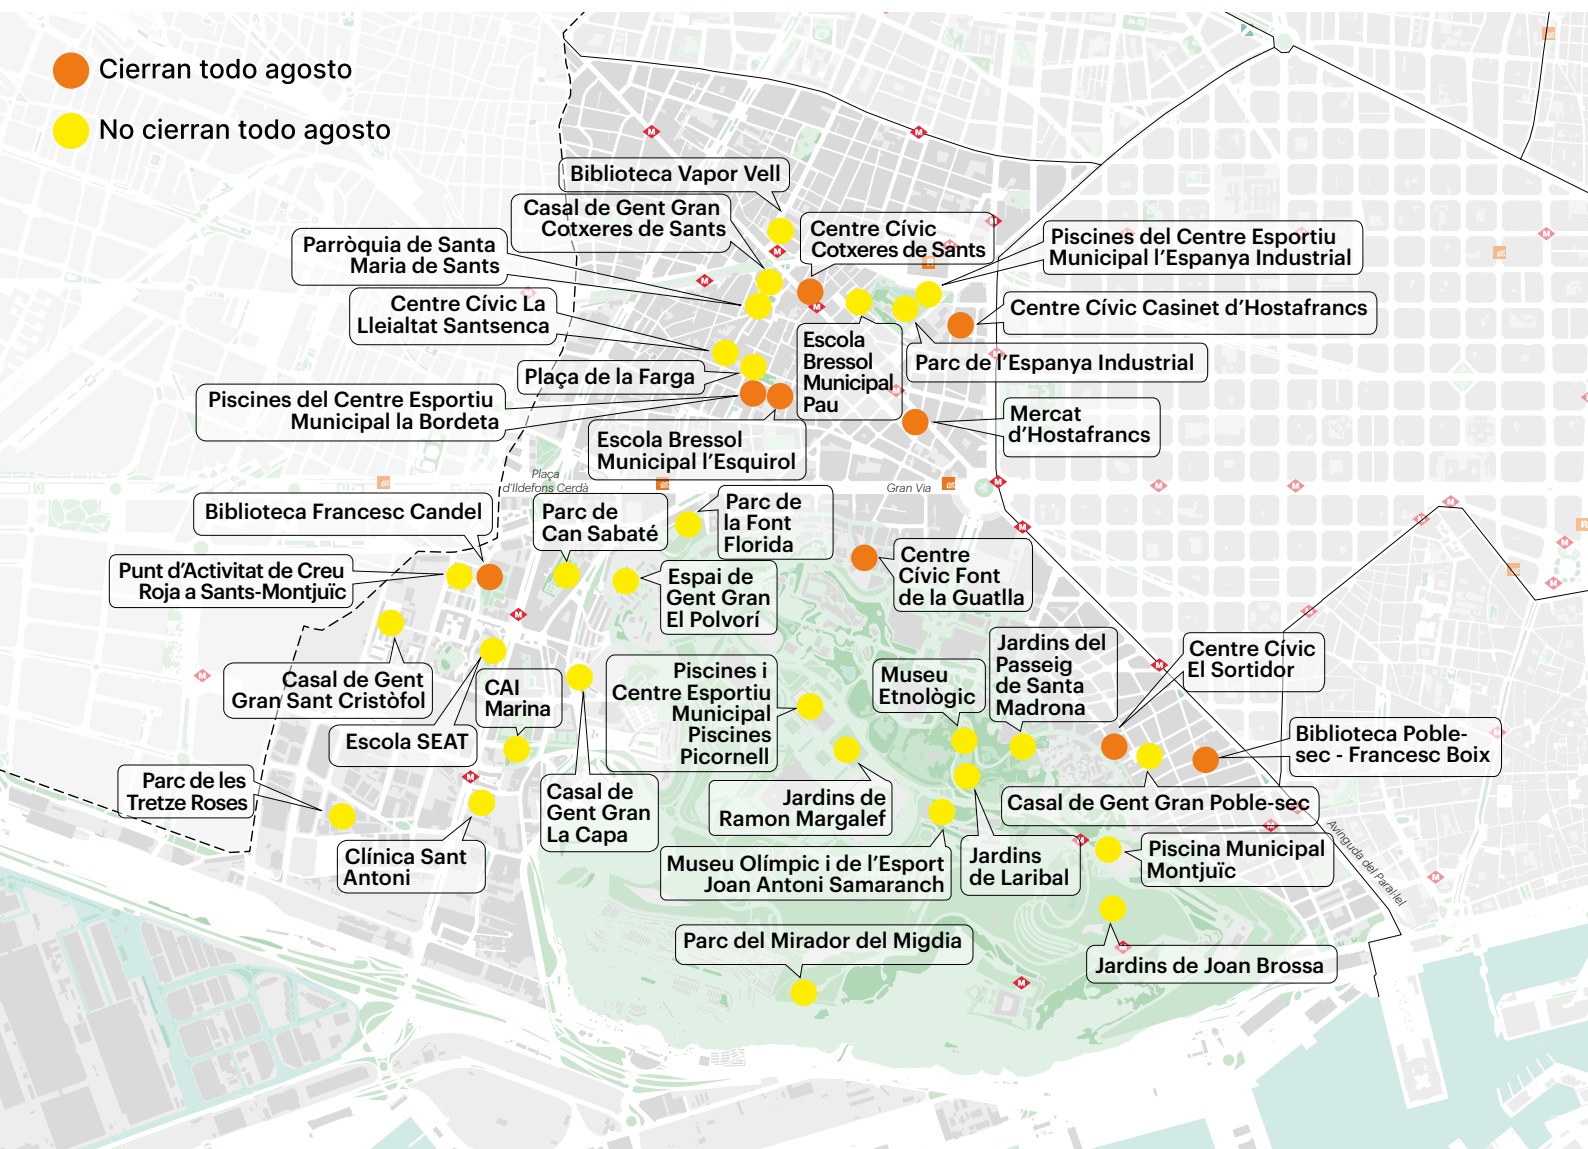 Cierran todo agosto
No cierran todo agosto
Biblioteca Vapor Vell
Casal de Gent Gran
Cotxeres de Sants
Centre Cívic
Cotxeres de Sants
Piscines del Centre Esportiu
Municipal l'Espanya Industrial
Parròquia de Santa
Maria de Sants
Centre Cívic La
Lleialtat Santsenca
Centre Cívic Casinet d'Hostafrancs
Escola
Bressol
Municipal
Pau
Parc de l'Espanya Industrial
Plaça de la Farga
Piscines del Centre Esportiu
Municipal la Bordeta
Mercat
d'Hostafrancs
Escola Bressol
Municipal l'Esquirol
Plaça
d'Ildefons Cerdà
Gran Via
Biblioteca Francesc Candel
Parc de
Can Sabaté
Parc de
la Font
Florida
Centre
Cívic Font
de la Guatlla
Punt d'Activitat de Creu
Roja a Sants-Montjuïc
Espai de
Gent Gran
El Polvorí
Casal de Gent
Gran Sant Cristòfol
CAI
Marina
Piscines i
Centre Esportiu
Municipal
Piscines
Picornell
Museu
Etnològic
Jardins del
Passeig
de Santa
Madrona
Centre Cívic
El Sortidor
Escola SEAT
Biblioteca Poble-
sec - Francesc Boix
Parc de les
Tretze Roses
Casal de
Gent Gran
La Capa
Jardins de
Ramon Margalef
Casal de Gent Gran Poble-sec
Clínica Sant
Antoni
Museu Olímpic i de l'Esport
Joan Antoni Samaranch
Jardins
de Laribal
Piscina Municipal
Montjuïc
Avinguda del Paral·lel
Parc del Mirador del Migdia
Jardins de Joan Brossa